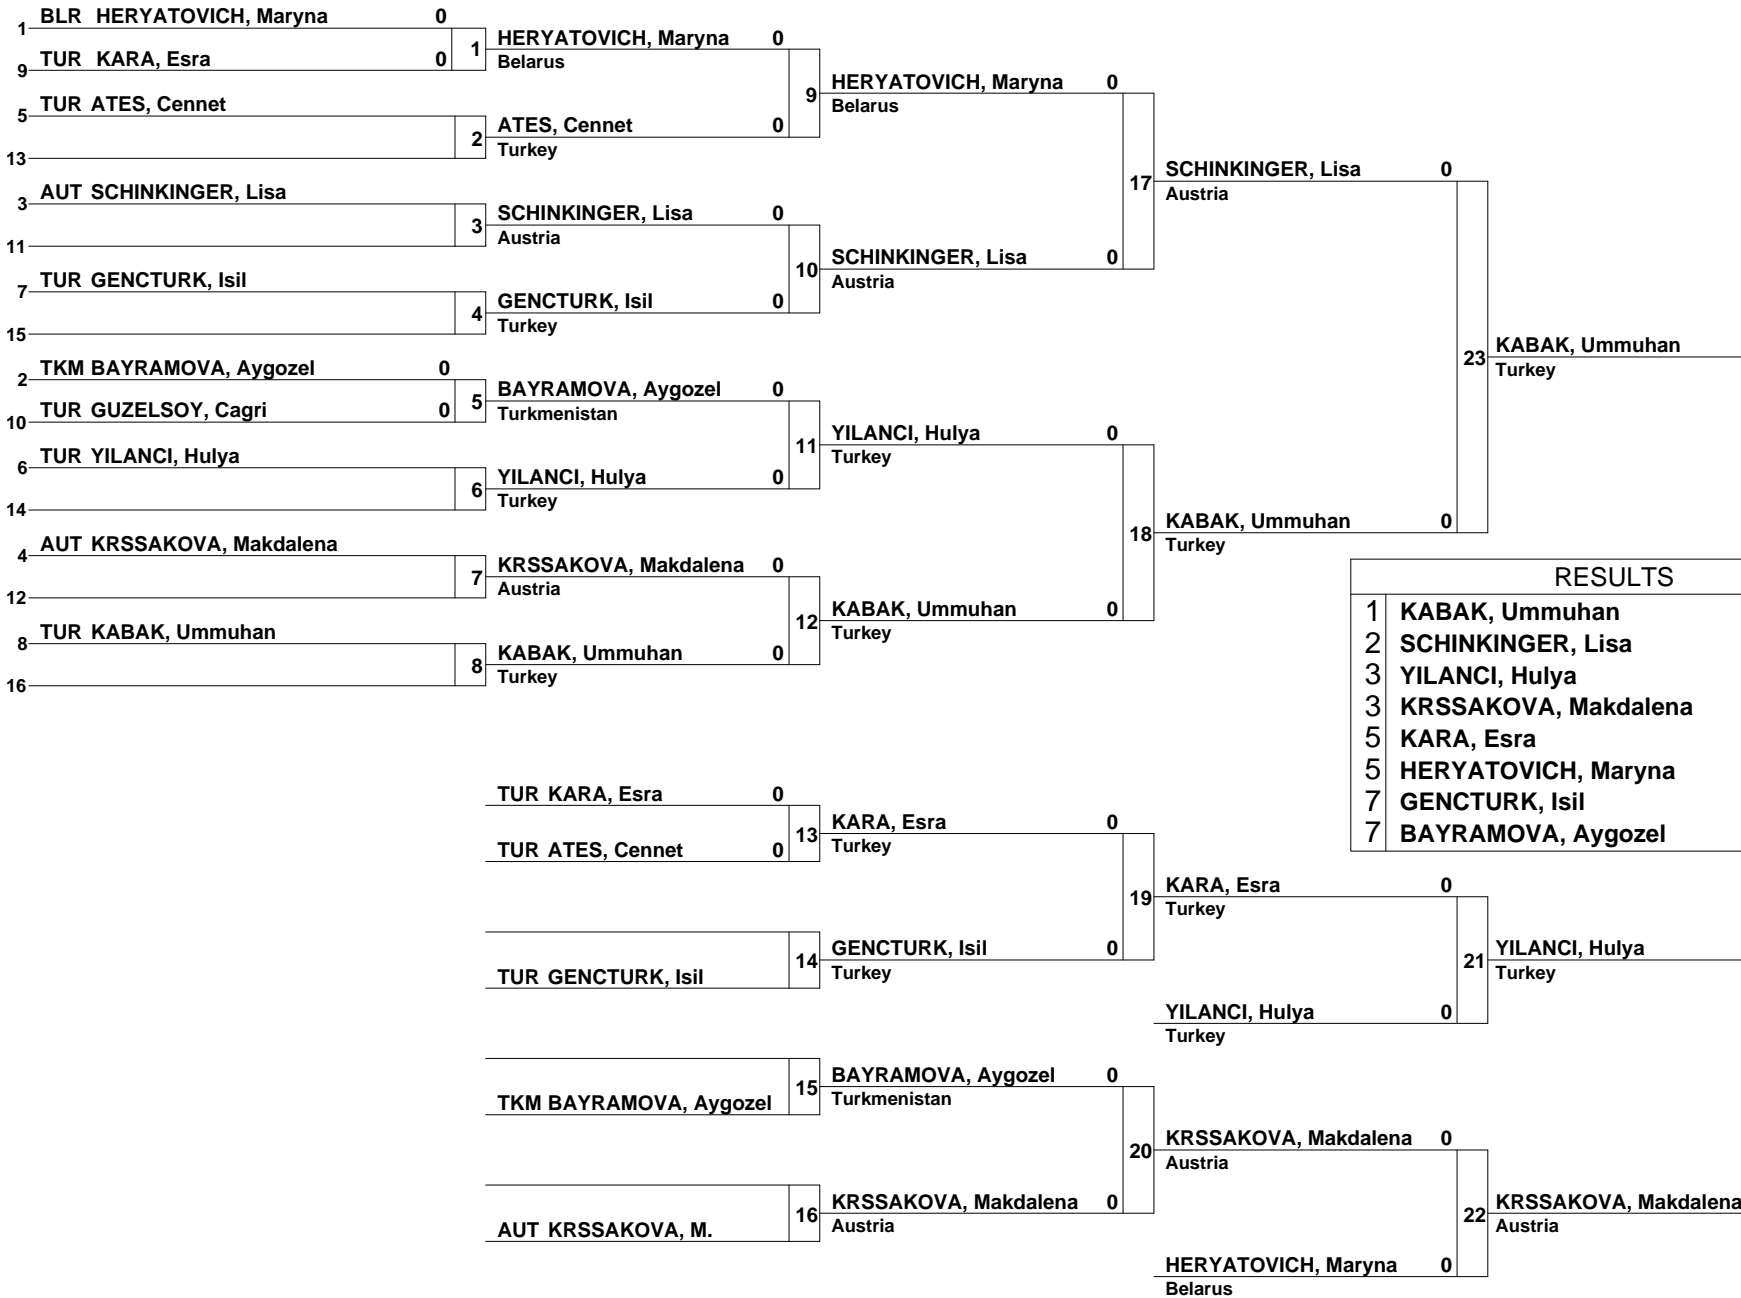 BLR HERYATOVICH, Maryna 0
1
TUR KARA, Esra 0
9
1
HERYATOVICH, Maryna 0
Belarus
TUR ATES, Cennet
5
13
2
ATES, Cennet 0
Turkey
9
HERYATOVICH, Maryna 0
Belarus
AUT SCHINKINGER, Lisa
3
11
3
SCHINKINGER, Lisa 0
Austria
TUR GENCTURK, Isil
7
15
4
GENCTURK, Isil 0
Turkey
10
SCHINKINGER, Lisa 0
Austria
17
SCHINKINGER, Lisa 0
Austria
TKM BAYRAMOVA, Aygozel 0
2
TUR GUZELSOY, Cagri 0
10
5
BAYRAMOVA, Aygozel 0
Turkmenistan
TUR YILANCI, Hulya
6
14
6
YILANCI, Hulya 0
Turkey
11
YILANCI, Hulya 0
Turkey
AUT KRSSAKOVA, Makdalena
4
12
7
KRSSAKOVA, Makdalena 0
Austria
TUR KABAK, Ummuhan
8
16
8
KABAK, Ummuhan 0
Turkey
12
KABAK, Ummuhan 0
Turkey
18
KABAK, Ummuhan 0
Turkey
23
KABAK, Ummuhan
Turkey
RESULTS
1 KABAK, Ummuhan
2 SCHINKINGER, Lisa
3 YILANCI, Hulya
3 KRSSAKOVA, Makdalena
5 KARA, Esra
5 HERYATOVICH, Maryna
7 GENCTURK, Isil
7 BAYRAMOVA, Aygozel
TUR KARA, Esra 0
TUR ATES, Cennet 0
13
KARA, Esra 0
Turkey
TUR GENCTURK, Isil
14
GENCTURK, Isil 0
Turkey
19
KARA, Esra 0
Turkey
YILANCI, Hulya 0
Turkey
21
YILANCI, Hulya
Turkey
TKM BAYRAMOVA, Aygozel
15
BAYRAMOVA, Aygozel 0
Turkmenistan
AUT KRSSAKOVA, M.
16
KRSSAKOVA, Makdalena 0
Austria
20
KRSSAKOVA, Makdalena 0
Austria
HERYATOVICH, Maryna 0
Belarus
22
KRSSAKOVA, Makdalena
Austria